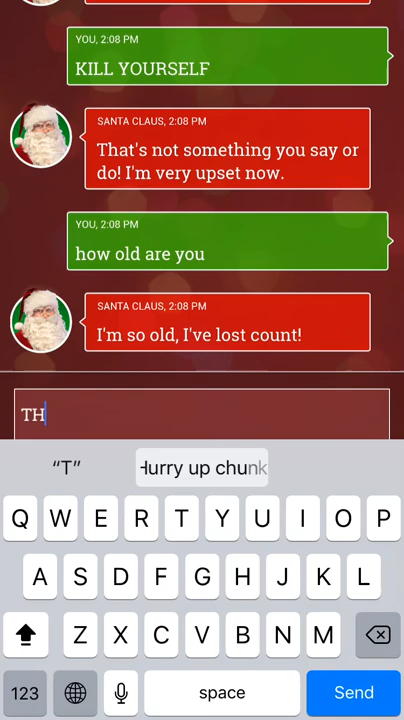 YOU, 2:08 PM
KILL YOURSELF
SANTA CLAUS, 2:08 PM
That's not something you say or
do! I'm very upset now.
YOU, 2:08 PM
how old are you
SANTA CLAUS, 2:08 PM
I'm so old, I've lost count!
TH
“T” Hurry up chunk
Q W E R T Y U I O P
A S D F G H J K L
Z X C V B N M
123 space Send